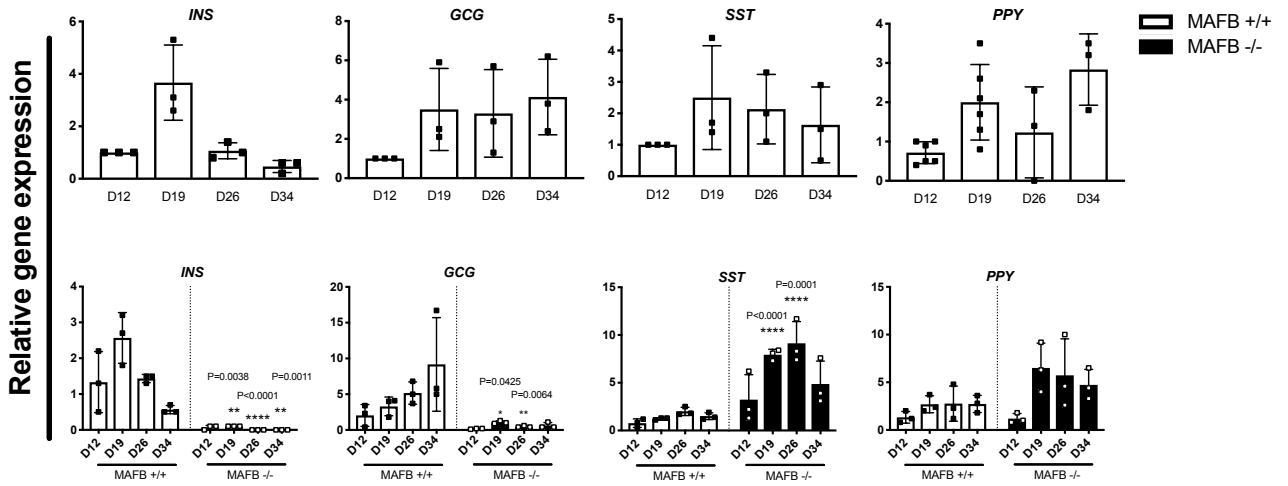 Relative gene expression
INS
6
4
2
0
D12 D19 D26 D34
GCG
8
6
4
2
0
D12 D19 D26 D34
SST
5
4
3
2
1
0
D12 D19 D26 D34
PPY
4
3
2
1
0
D12 D19 D26 D34
MAFB +/+
MAFB -/-
INS
4
3
2
1
0
P=0.0038 P=0.0011
P<0.0001
** **** **
D12 D19 D26 D34 D12 D19 D26 D34
MAFB +/+ MAFB -/-
GCG
20
15
10
5
0
P=0.0425
P=0.0064
* **
D12 D19 D26 D34 D12 D19 D26 D34
MAFB +/+ MAFB -/-
SST
15
10
5
0
P=0.0001
****
P<0.0001
****
D12 D19 D26 D34 D12 D19 D26 D34
MAFB +/+ MAFB -/-
PPY
15
10
5
0
D12 D19 D26 D34 D12 D19 D26 D34
MAFB +/+ MAFB -/-